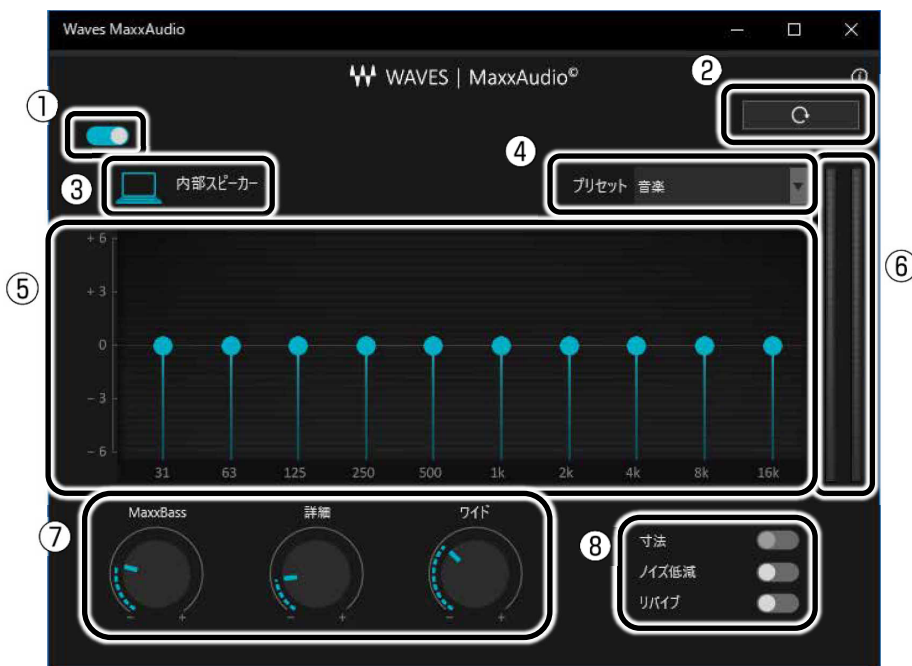 Waves MaxxAudio
WAVES | MaxxAudio©
②
①
④
③
内部スピーカー
プリセット 音楽
⑤
⑥
+ 6
+ 3
0
− 3
− 6
31 63 125 250 500 1k 2k 4k 8k 16k
⑦
MaxxBass 詳細 ワイド
− + − + − +
⑧
寸法
ノイズ低減
リバイブ